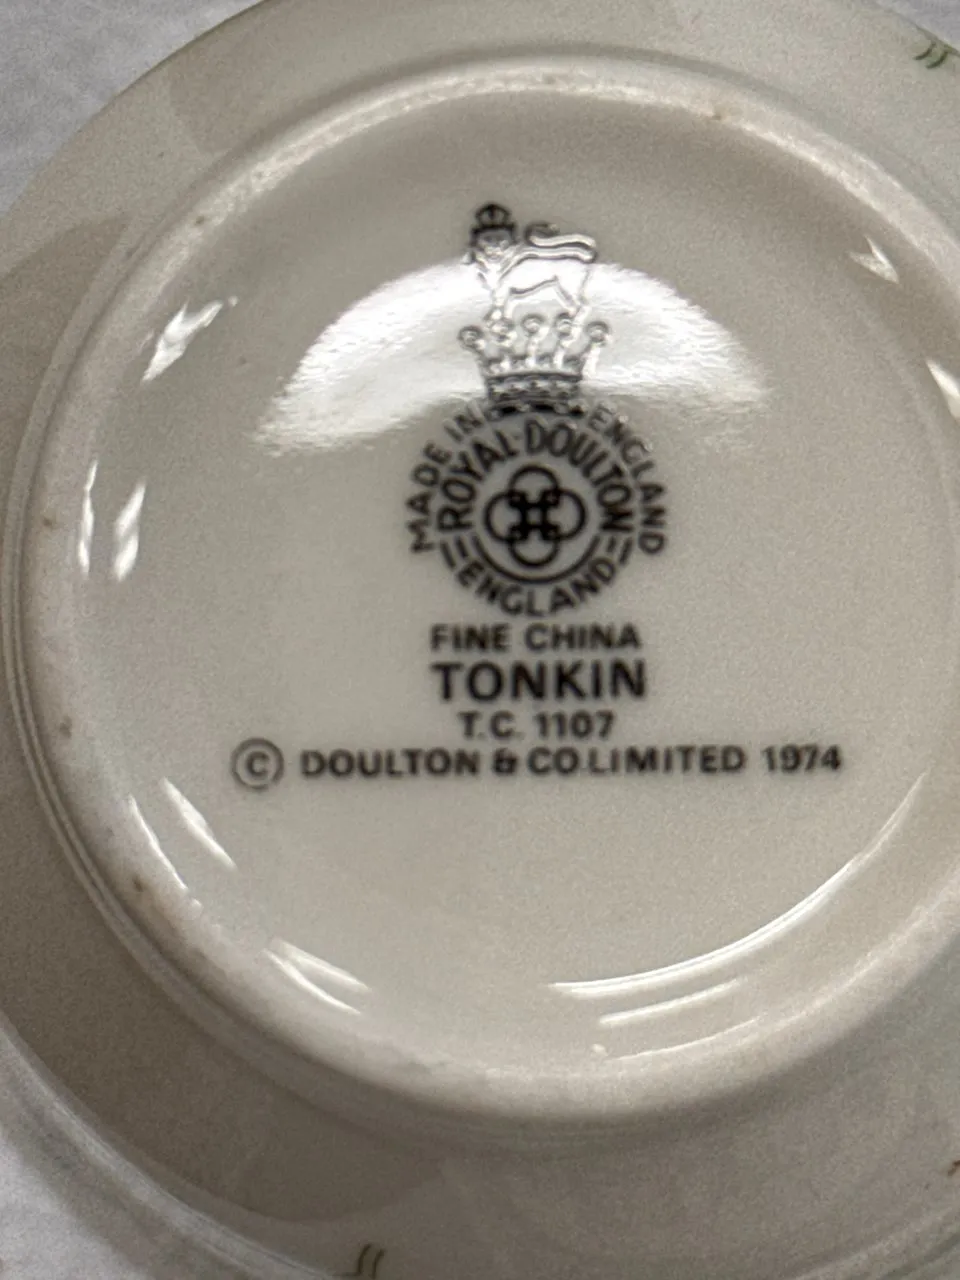 MADE IN ENGLAND
ROYAL·DOULTON
ENGLAND
FINE CHINA
TONKIN
T.C. 1107
© DOULTON & CO.LIMITED 1974